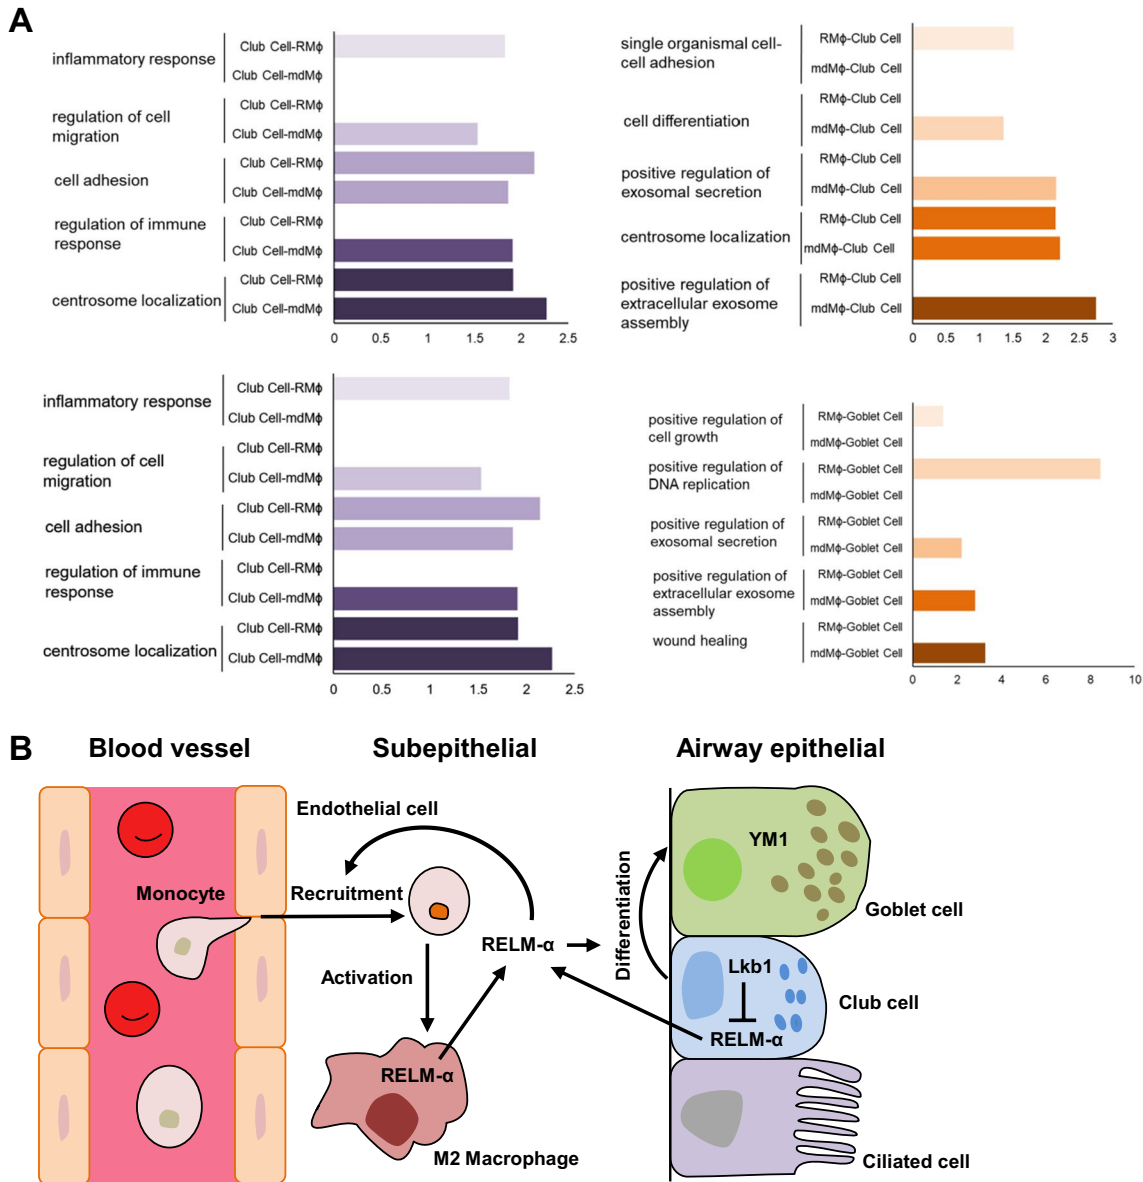 A
inflammatory response
Club Cell-RMϕ
Club Cell-mdMϕ
regulation of cell
migration
Club Cell-RMϕ
Club Cell-mdMϕ
cell adhesion
Club Cell-RMϕ
Club Cell-mdMϕ
regulation of immune
response
Club Cell-RMϕ
Club Cell-mdMϕ
centrosome localization
Club Cell-RMϕ
Club Cell-mdMϕ
0 0.5 1 1.5 2 2.5
single organismal cell-
cell adhesion
RMϕ-Club Cell
mdMϕ-Club Cell
cell differentiation
RMϕ-Club Cell
mdMϕ-Club Cell
positive regulation of
exosomal secretion
RMϕ-Club Cell
mdMϕ-Club Cell
centrosome localization
RMϕ-Club Cell
mdMϕ-Club Cell
positive regulation of
extracellular exosome
assembly
RMϕ-Club Cell
mdMϕ-Club Cell
0 0.5 1 1.5 2 2.5 3
inflammatory response
Club Cell-RMϕ
Club Cell-mdMϕ
regulation of cell
migration
Club Cell-RMϕ
Club Cell-mdMϕ
cell adhesion
Club Cell-RMϕ
Club Cell-mdMϕ
regulation of immune
response
Club Cell-RMϕ
Club Cell-mdMϕ
centrosome localization
Club Cell-RMϕ
Club Cell-mdMϕ
0 0.5 1 1.5 2 2.5
positive regulation of
cell growth
RMϕ-Goblet Cell
mdMϕ-Goblet Cell
positive regulation of
DNA replication
RMϕ-Goblet Cell
mdMϕ-Goblet Cell
positive regulation of
exosomal secretion
RMϕ-Goblet Cell
mdMϕ-Goblet Cell
positive regulation of
extracellular exosome
assembly
RMϕ-Goblet Cell
mdMϕ-Goblet Cell
wound healing
RMϕ-Goblet Cell
mdMϕ-Goblet Cell
0 2 4 6 8 10
B
Blood vessel
Subepithelial
Airway epithelial
Endothelial cell
Monocyte
Recruitment
RELM-α
Activation
RELM-α
M2 Macrophage
Differentiation
YM1
Goblet cell
Lkb1
RELM-α
Club cell
Ciliated cell